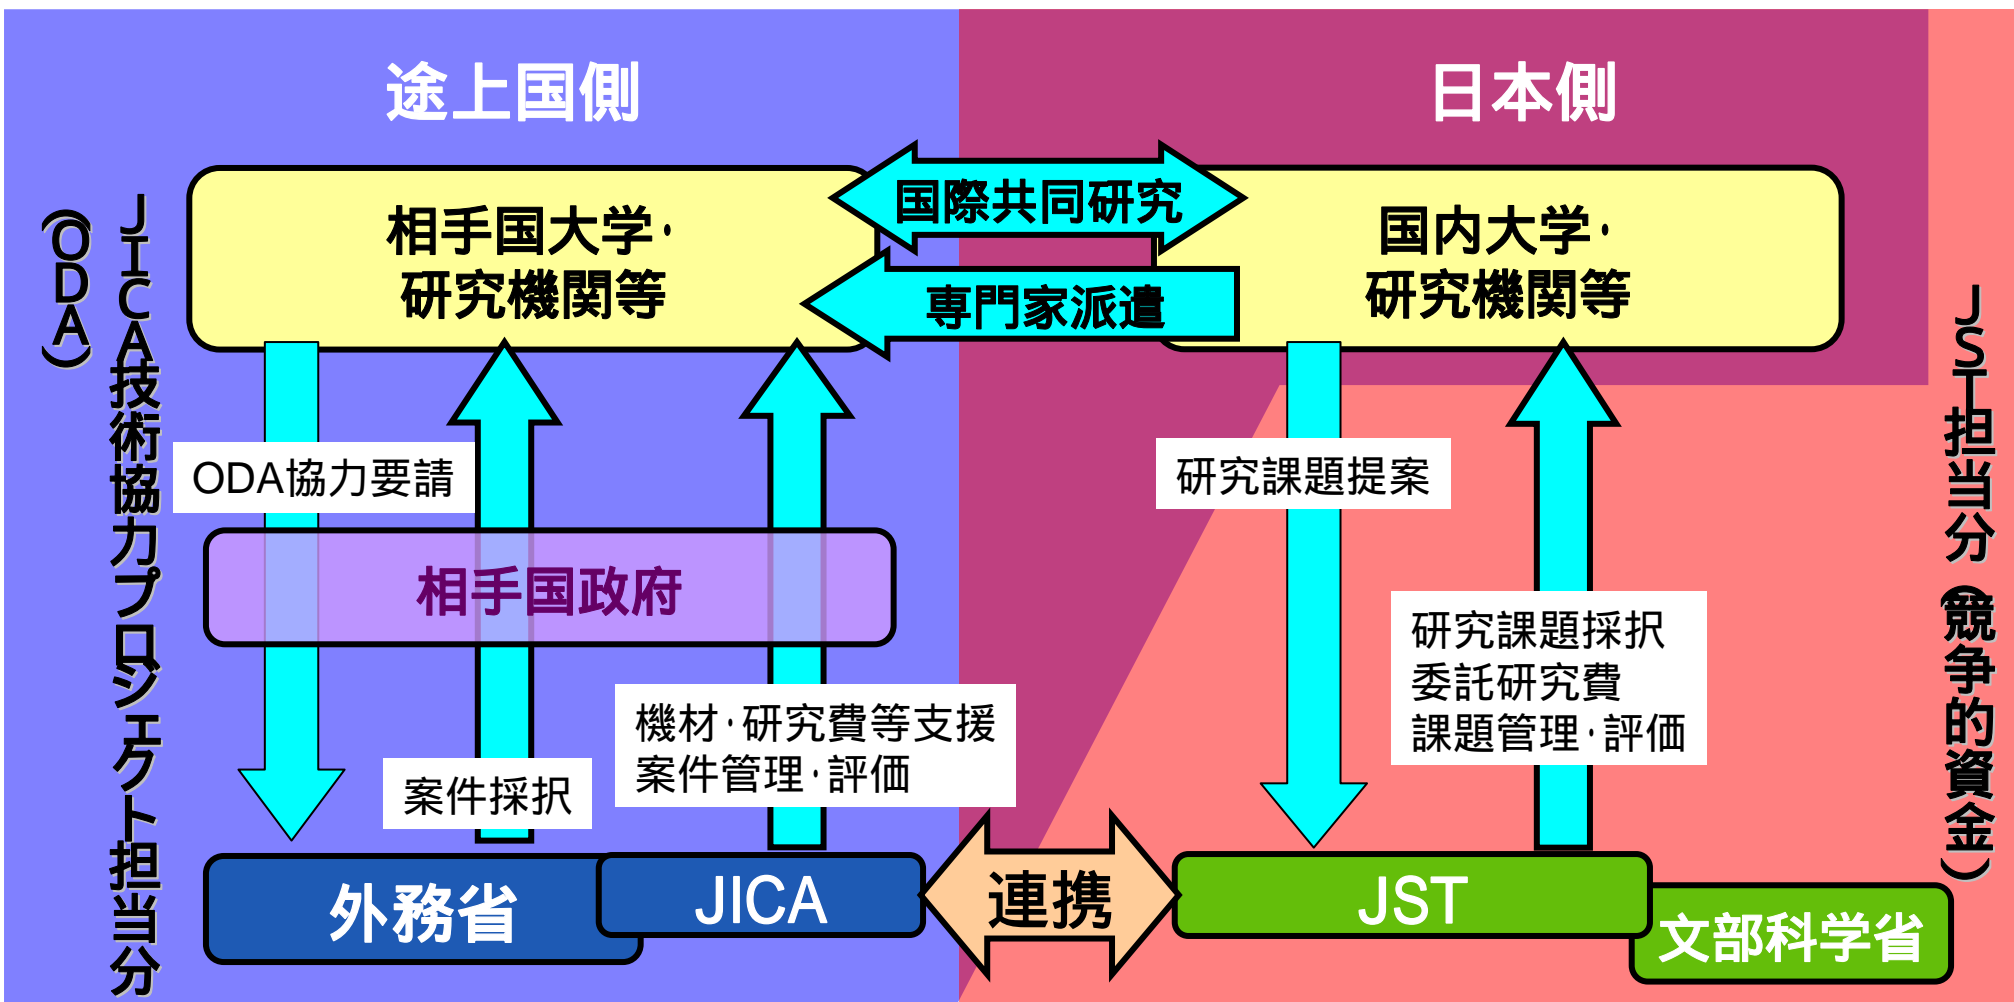 途上国側
日本側
相手国大学・
研究機関等
国際共同研究
専門家派遣
国内大学・
研究機関等
JICA技術協力プロジェクト担当分
(ODA)
JST担当分(競争的資金)
ODA協力要請
研究課題提案
相手国政府
研究課題採択
委託研究費
課題管理・評価
機材・研究費等支援
案件管理・評価
案件採択
外務省
JICA
連携
JST
文部科学省